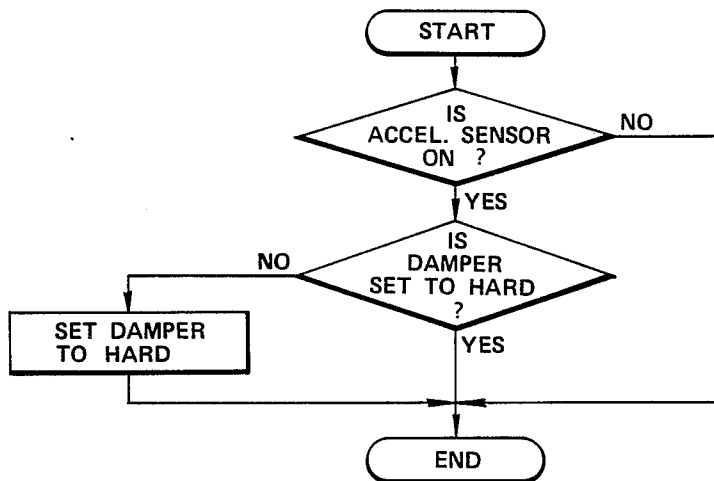 START
IS
ACCEL. SENSOR
ON ?
NO
YES
IS
DAMPER
SET TO HARD
?
NO
YES
SET DAMPER
TO HARD
END